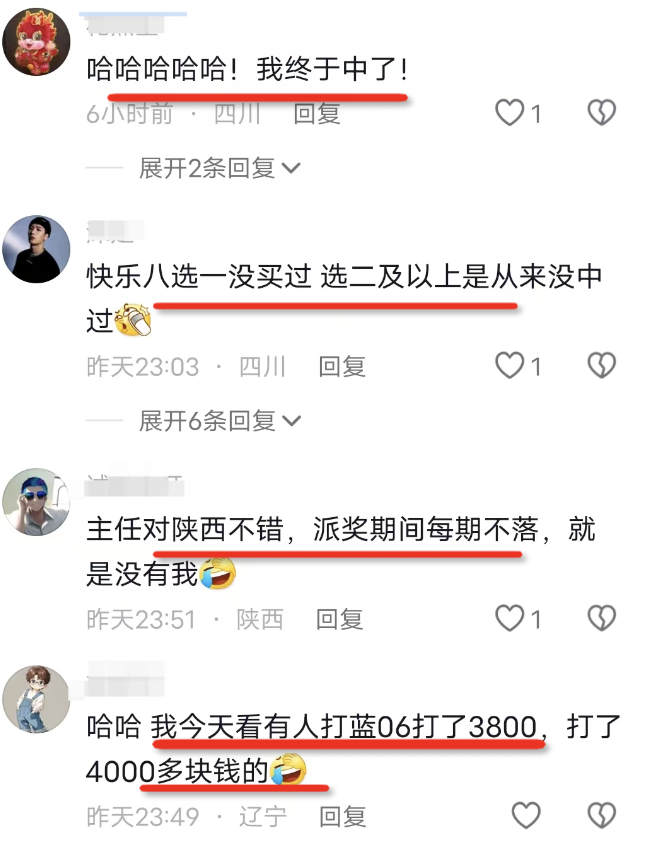 哈哈哈哈哈！我终于中了！
6小时前 · 四川 回复 1
展开2条回复
快乐八选一没买过 选二及以上是从来没中
过
昨天23:03 · 四川 回复 1
展开6条回复
主任对陕西不错，派奖期间每期不落，就
是没有我
昨天23:51 · 陕西 回复 1
哈哈 我今天看有人打蓝06打了3800，打了
4000多块钱的
昨天23:49 · 辽宁 回复